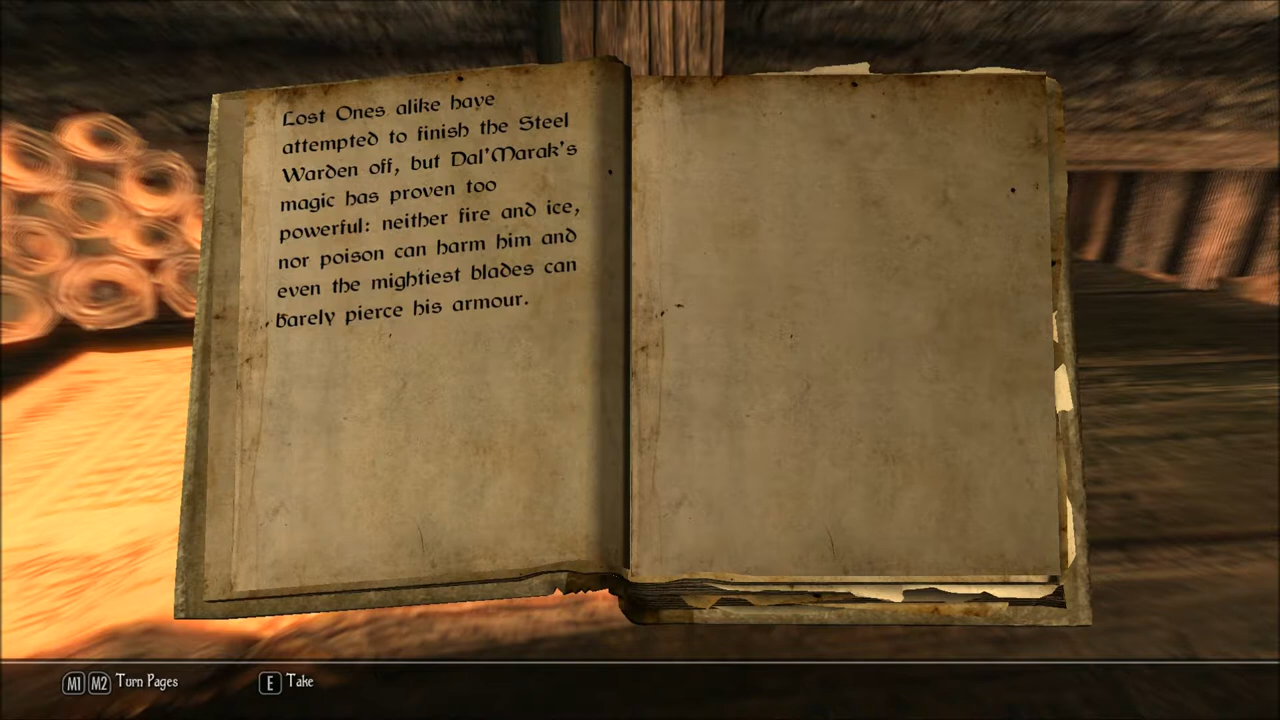 Lost Ones alike have
attempted to finish the Steel
Warden off, but Dal'Marak's
magic has proven too
powerful: neither fire and ice,
nor poison can harm him and
even the mightiest blades can
barely pierce his armour.
M1 M2 Turn Pages
E Take